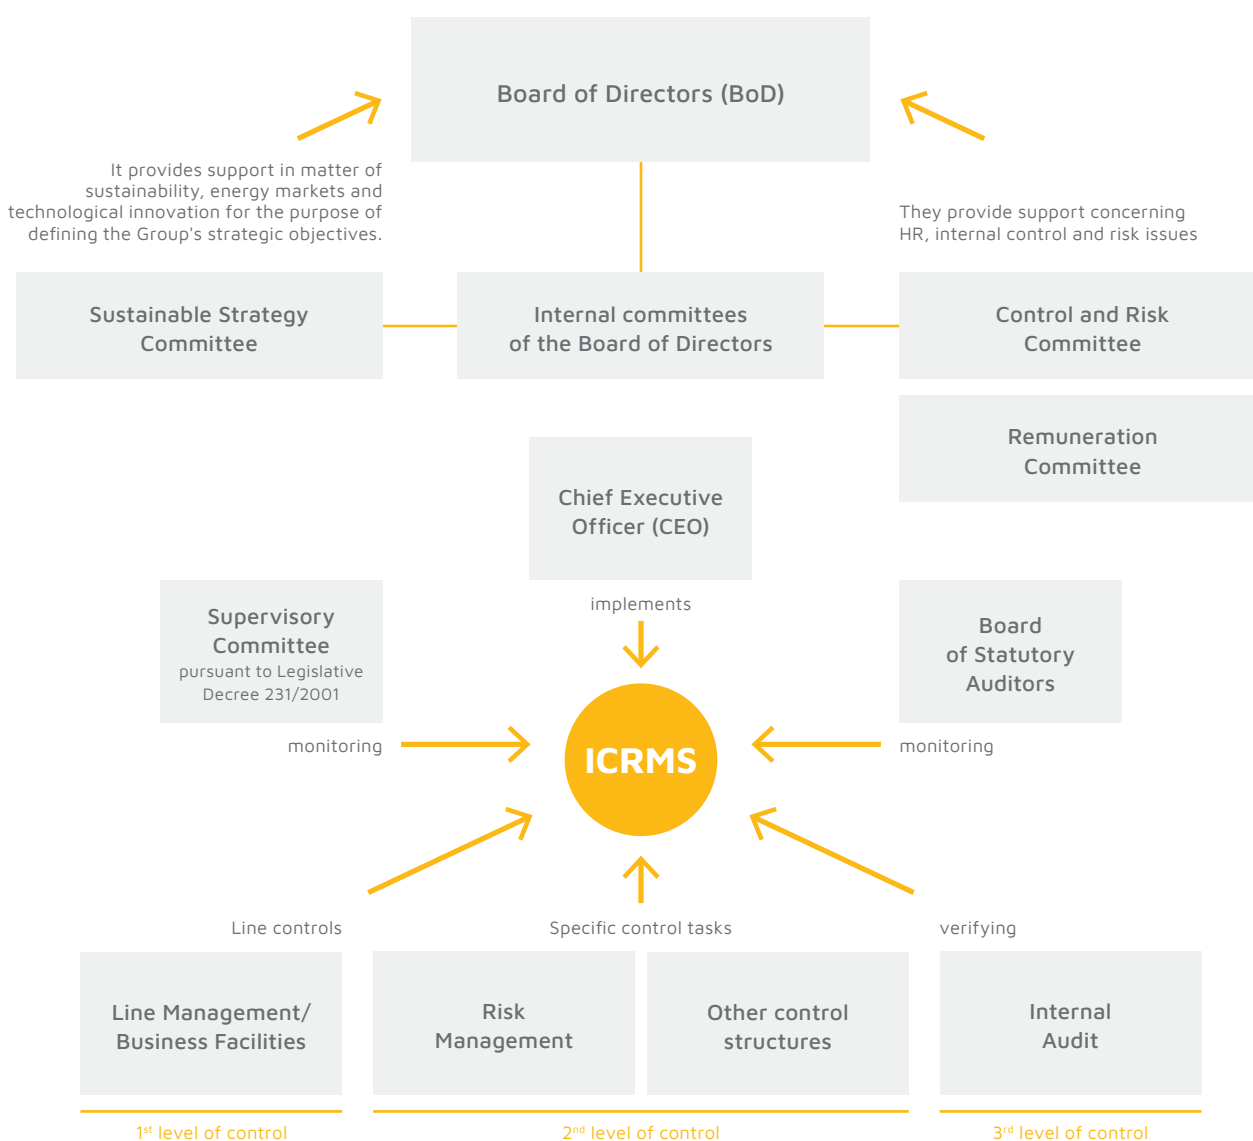 Board of Directors (BoD)
It provides support in matter of
sustainability, energy markets and
technological innovation for the purpose of
defining the Group's strategic objectives.
They provide support concerning
HR, internal control and risk issues
Sustainable Strategy
Committee
Internal committees
of the Board of Directors
Control and Risk
Committee
Remuneration
Committee
Chief Executive
Officer (CEO)
implements
Supervisory
Committee
pursuant to Legislative
Decree 231/2001
monitoring
Board
of Statutory
Auditors
monitoring
ICRMS
Line controls
Specific control tasks
verifying
Line Management/
Business Facilities
Risk
Management
Other control
structures
Internal
Audit
1st level of control
2nd level of control
3rd level of control